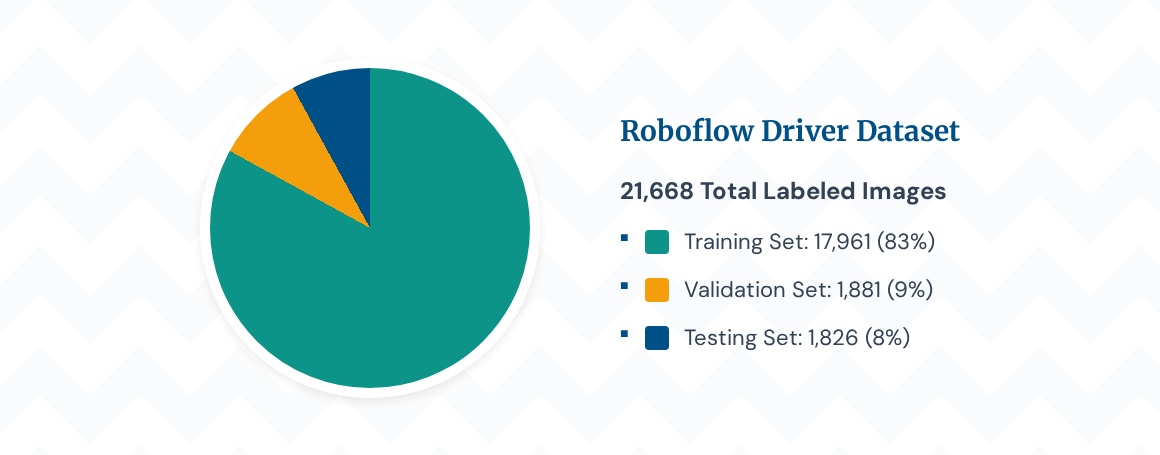 Roboflow Driver Dataset
21,668 Total Labeled Images
Training Set: 17,961 (83%)
Validation Set: 1,881 (9%)
Testing Set: 1,826 (8%)